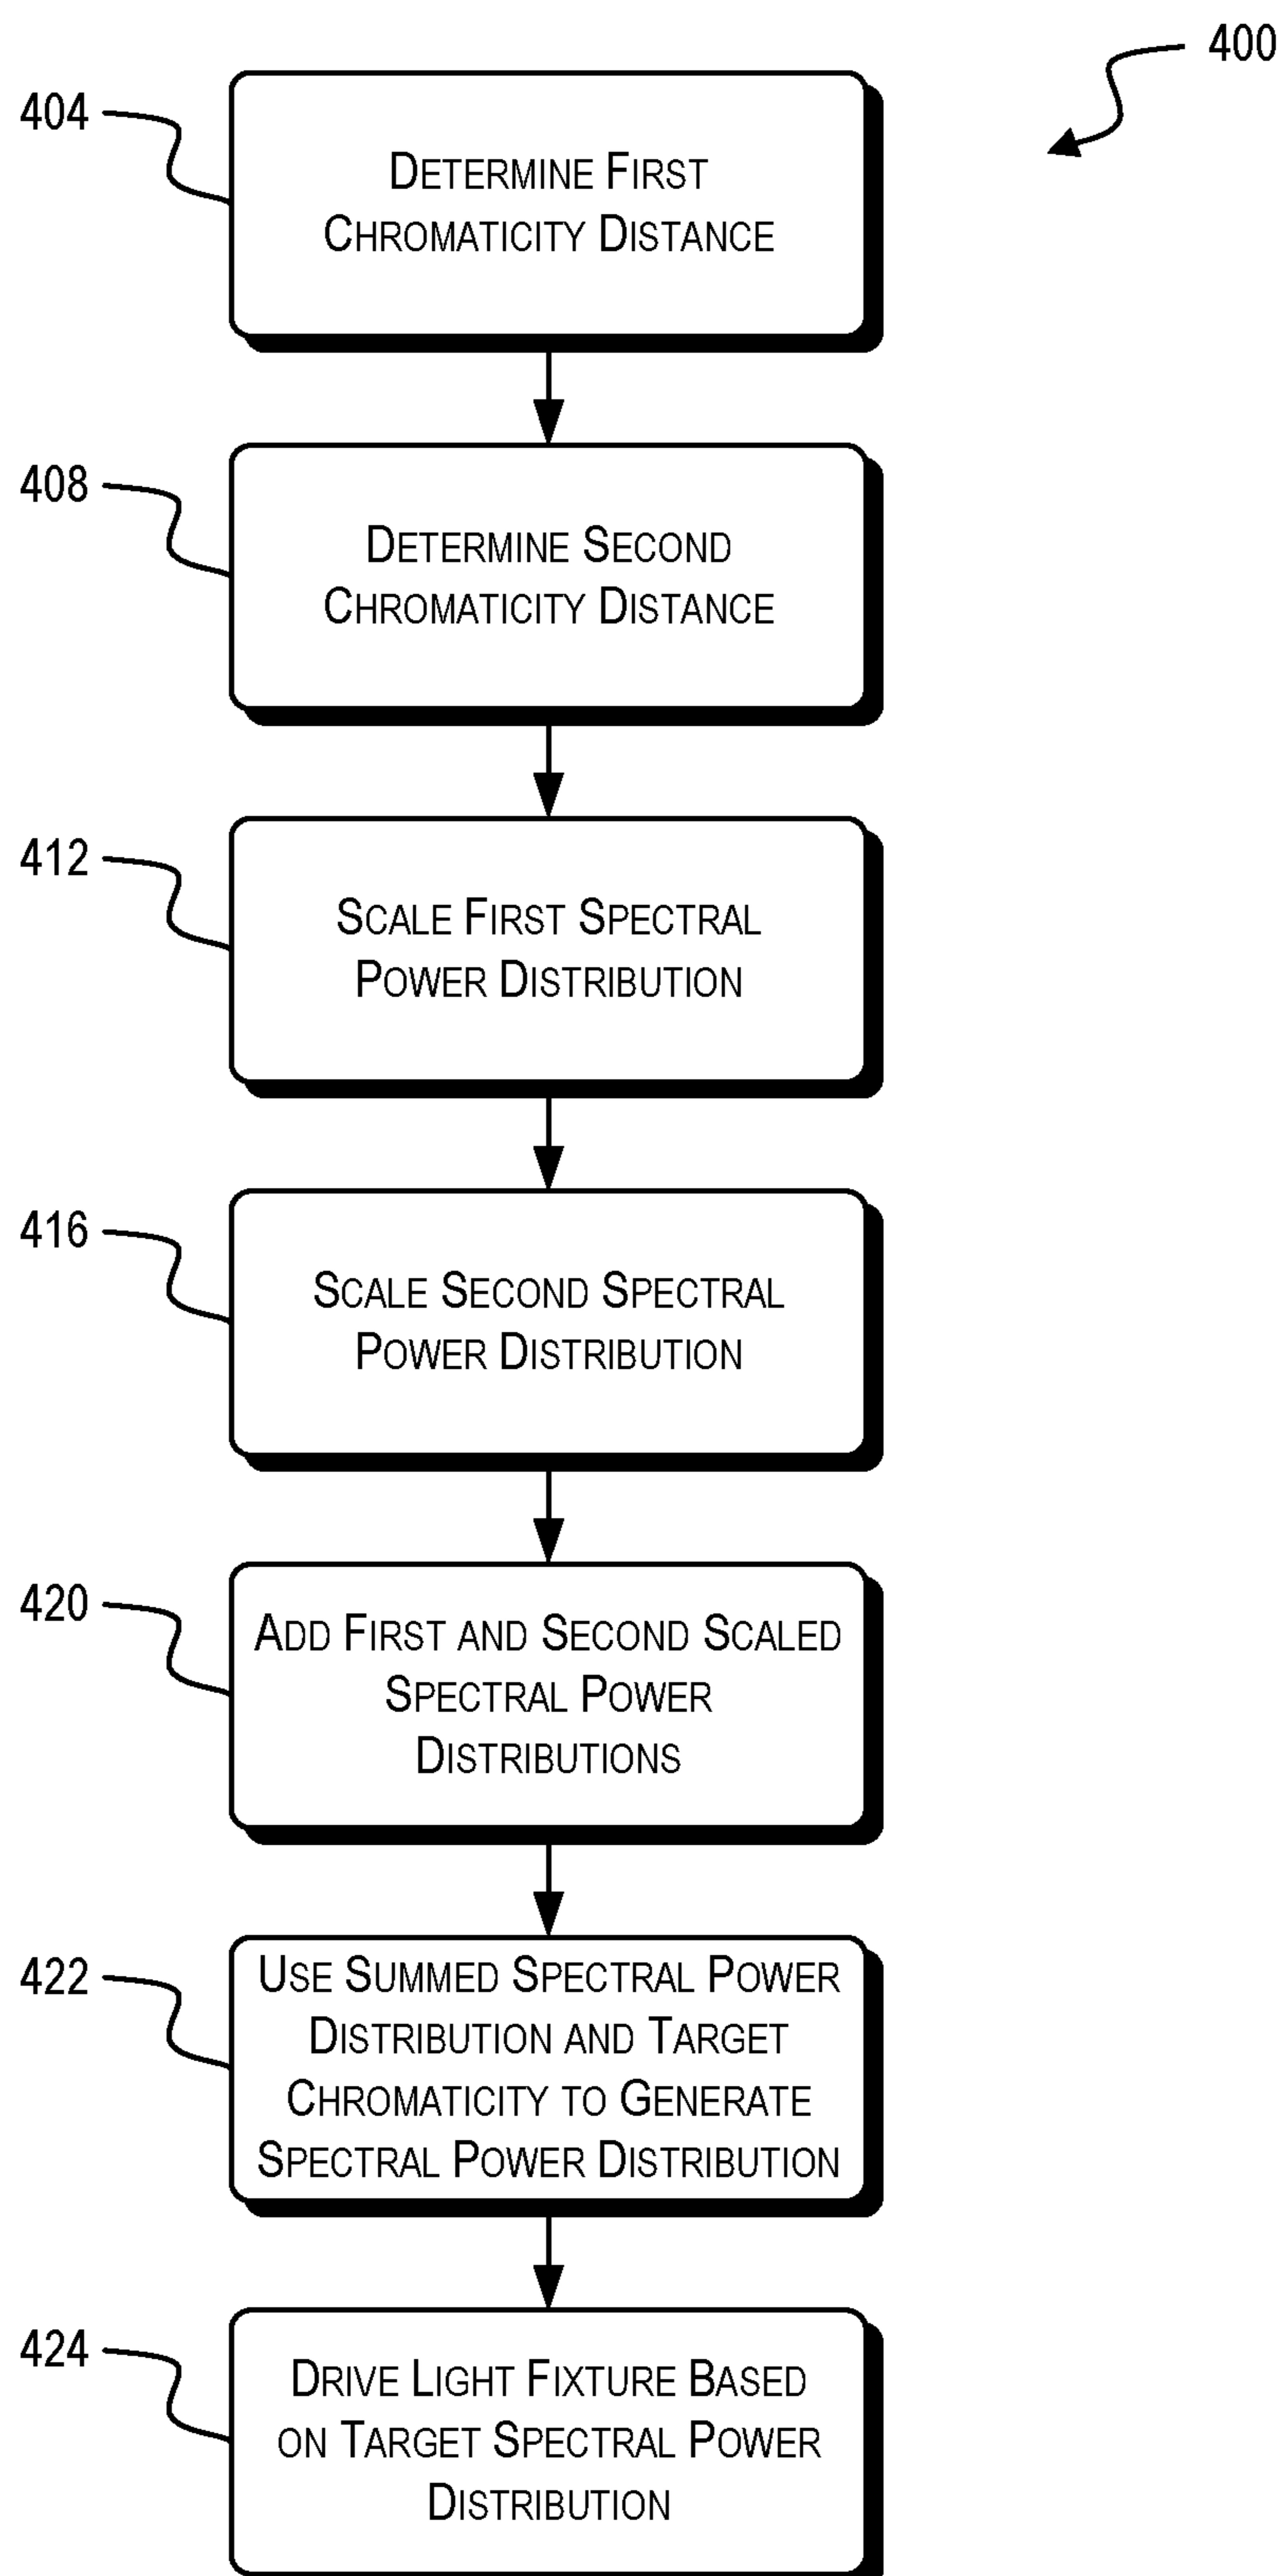 400
404
DETERMINE FIRST
CHROMATICITY DISTANCE
408
DETERMINE SECOND
CHROMATICITY DISTANCE
412
SCALE FIRST SPECTRAL
POWER DISTRIBUTION
416
SCALE SECOND SPECTRAL
POWER DISTRIBUTION
420
ADD FIRST AND SECOND SCALED
SPECTRAL POWER
DISTRIBUTIONS
422
USE SUMMED SPECTRAL POWER
DISTRIBUTION AND TARGET
CHROMATICITY TO GENERATE
SPECTRAL POWER DISTRIBUTION
424
DRIVE LIGHT FIXTURE BASED
ON TARGET SPECTRAL POWER
DISTRIBUTION